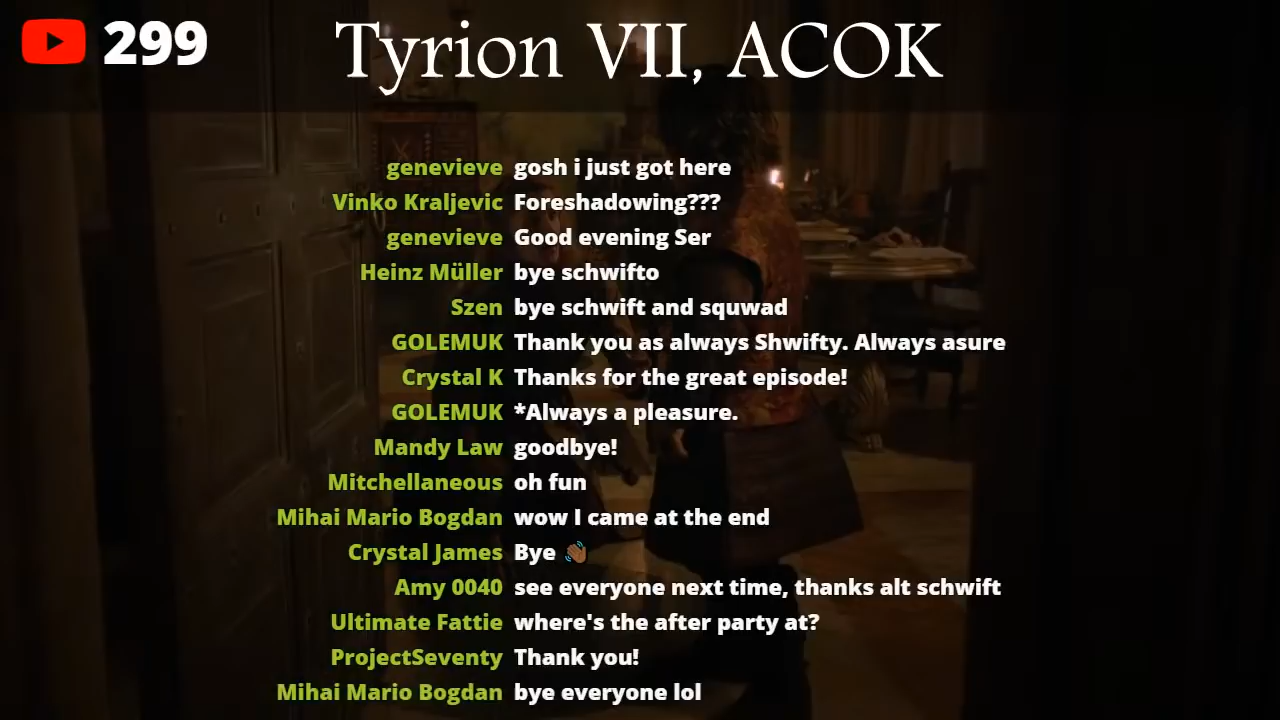 299
Tyrion VII, ACOK
genevieve gosh i just got here
Vinko Kraljevic Foreshadowing???
genevieve Good evening Ser
Heinz Müller bye schwifto
Szen bye schwift and squwad
GOLEMUK Thank you as always Shwifty. Always asure
Crystal K Thanks for the great episode!
GOLEMUK *Always a pleasure.
Mandy Law goodbye!
Mitchellaneous oh fun
Mihai Mario Bogdan wow I came at the end
Crystal James Bye 👋🏾
Amy 0040 see everyone next time, thanks alt schwift
Ultimate Fattie where's the after party at?
ProjectSeventy Thank you!
Mihai Mario Bogdan bye everyone lol